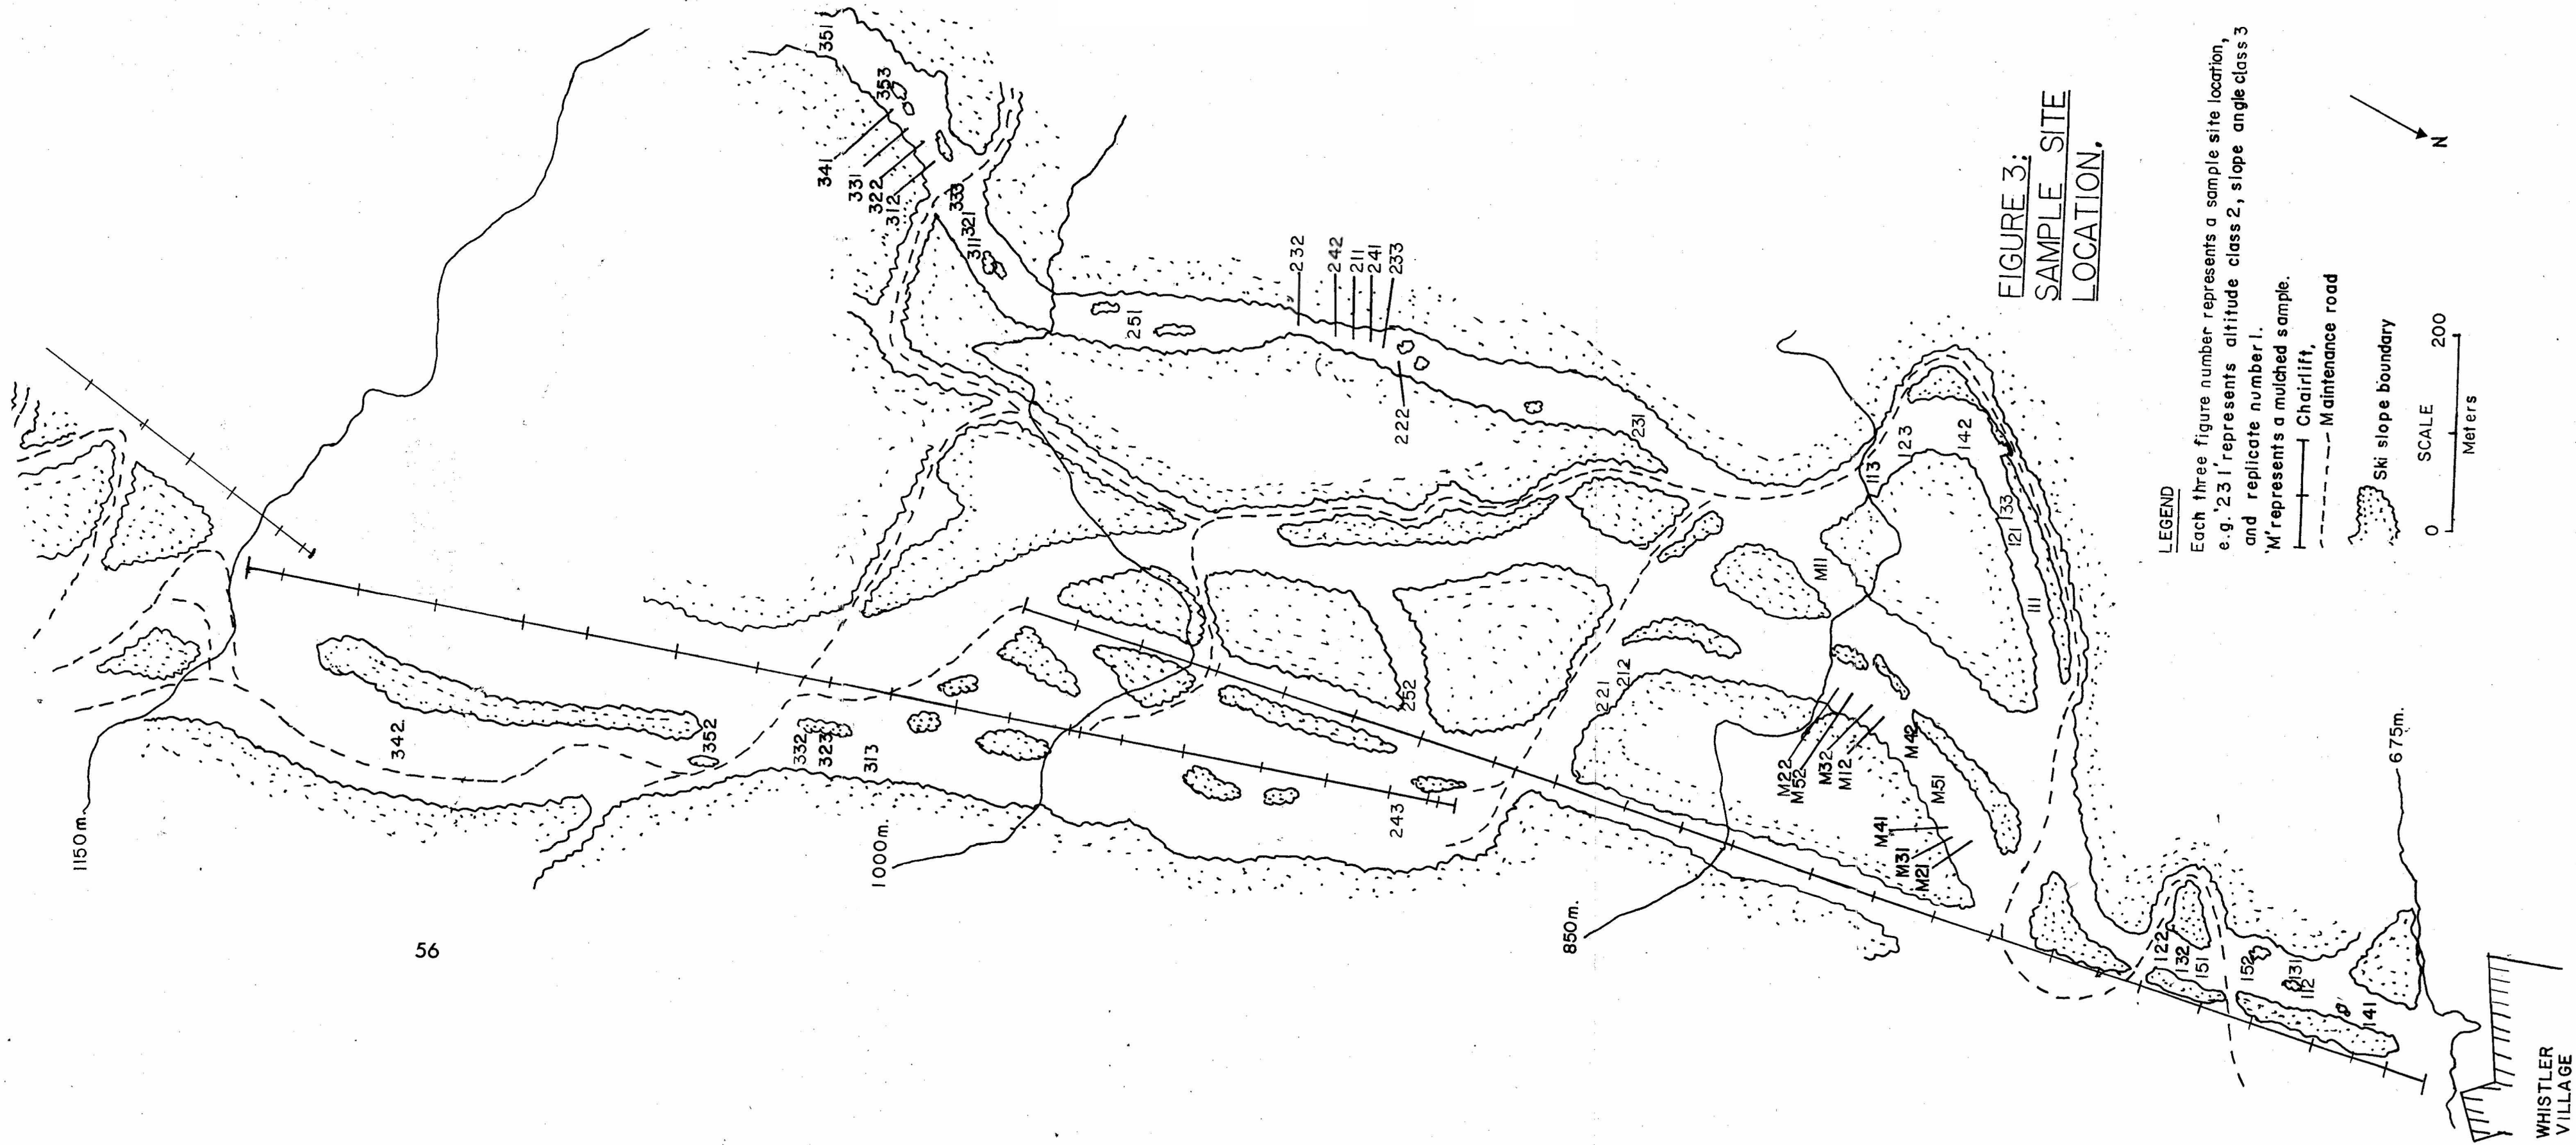 FIGURE 3:
SAMPLE SITE
LOCATION.
LEGEND
Each three figure number represents a sample site location,
e.g. '231' represents altitude class 2, slope angle class 3
and replicate number 1.
'M' represents a mulched sample.
Chairlift,
Maintenance road
Ski slope boundary
SCALE
0 200
Meters
N
1150m.
1000m.
850m.
675m.
351
353
341
331
322
312
333
321
311
251
232
242
211
241
233
222
231
113
123
142
133
121
111
M11
342
352
332
323
313
252
243
221
212
M22
M52
M32
M12
M42
M51
M41
M31
M21
122
132
151
152
131
112
141
WHISTLER
VILLAGE
56